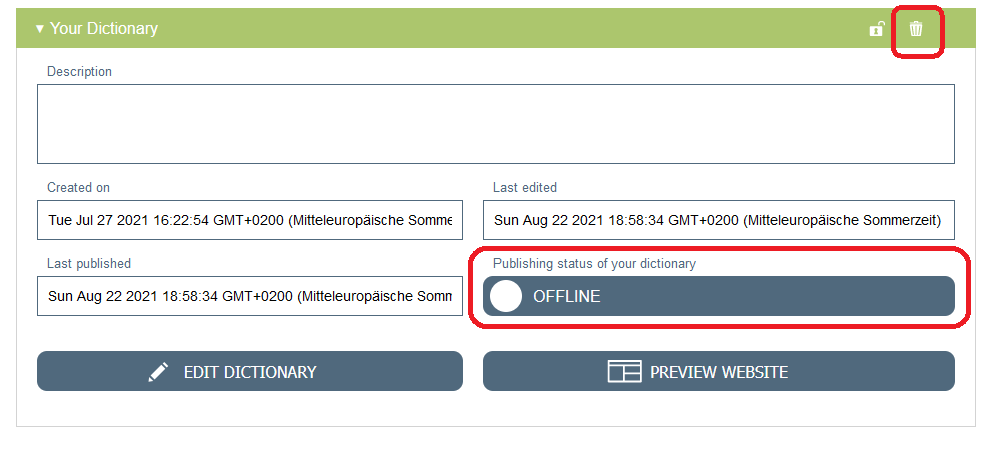 Your Dictionary
Description
Created on
Last edited
Tue Jul 27 2021 16:22:54 GMT+0200 (Mitteleuropäische Somme
Sun Aug 22 2021 18:58:34 GMT+0200 (Mitteleuropäische Sommerzeit)
Last published
Publishing status of your dictionary
Sun Aug 22 2021 18:58:34 GMT+0200 (Mitteleuropäische Somm
OFFLINE
EDIT DICTIONARY
PREVIEW WEBSITE